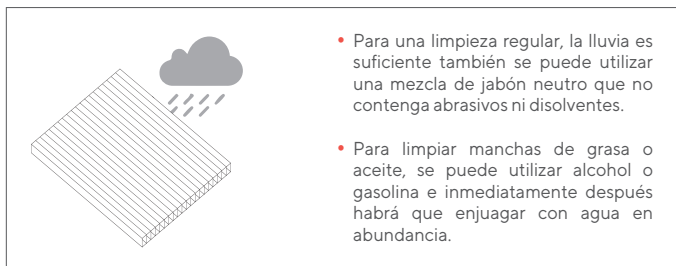 • Para una limpieza regular, la lluvia es
suficiente también se puede utilizar
una mezcla de jabón neutro que no
contenga abrasivos ni disolventes.
• Para limpiar manchas de grasa o
aceite, se puede utilizar alcohol o
gasolina e inmediatamente después
habrá que enjuagar con agua en
abundancia.